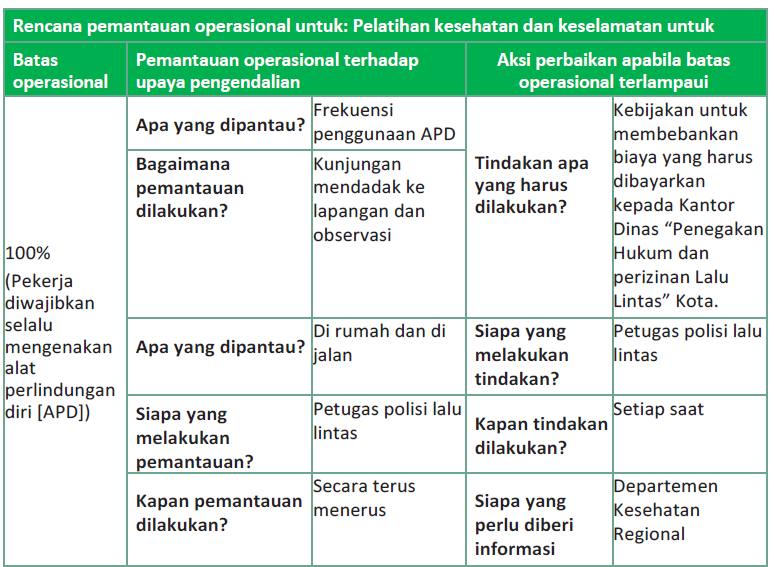 Rencana pemantauan operasional untuk: Pelatihan kesehatan dan keselamatan untuk
Batas
operasional
Pemantauan operasional terhadap
upaya pengendalian
Aksi perbaikan apabila batas
operasional terlampaui
100%
(Pekerja
diwajibkan
selalu
mengenakan
alat
perlindungan
diri [APD])
Apa yang dipantau?
Frekuensi
penggunaan APD
Bagaimana
pemantauan
dilakukan?
Kunjungan
mendadak ke
lapangan dan
observasi
Tindakan apa
yang harus
dilakukan?
Kebijakan untuk
membebankan
biaya yang harus
dibayarkan
kepada Kantor
Dinas “Penegakan
Hukum dan
perizinan Lalu
Lintas” Kota.
Apa yang dipantau?
Di rumah dan di
jalan
Siapa yang
melakukan
tindakan?
Petugas polisi lalu
lintas
Siapa yang
melakukan
pemantauan?
Petugas polisi lalu
lintas
Kapan tindakan
dilakukan?
Setiap saat
Kapan pemantauan
dilakukan?
Secara terus
menerus
Siapa yang
perlu diberi
informasi
Departemen
Kesehatan
Regional